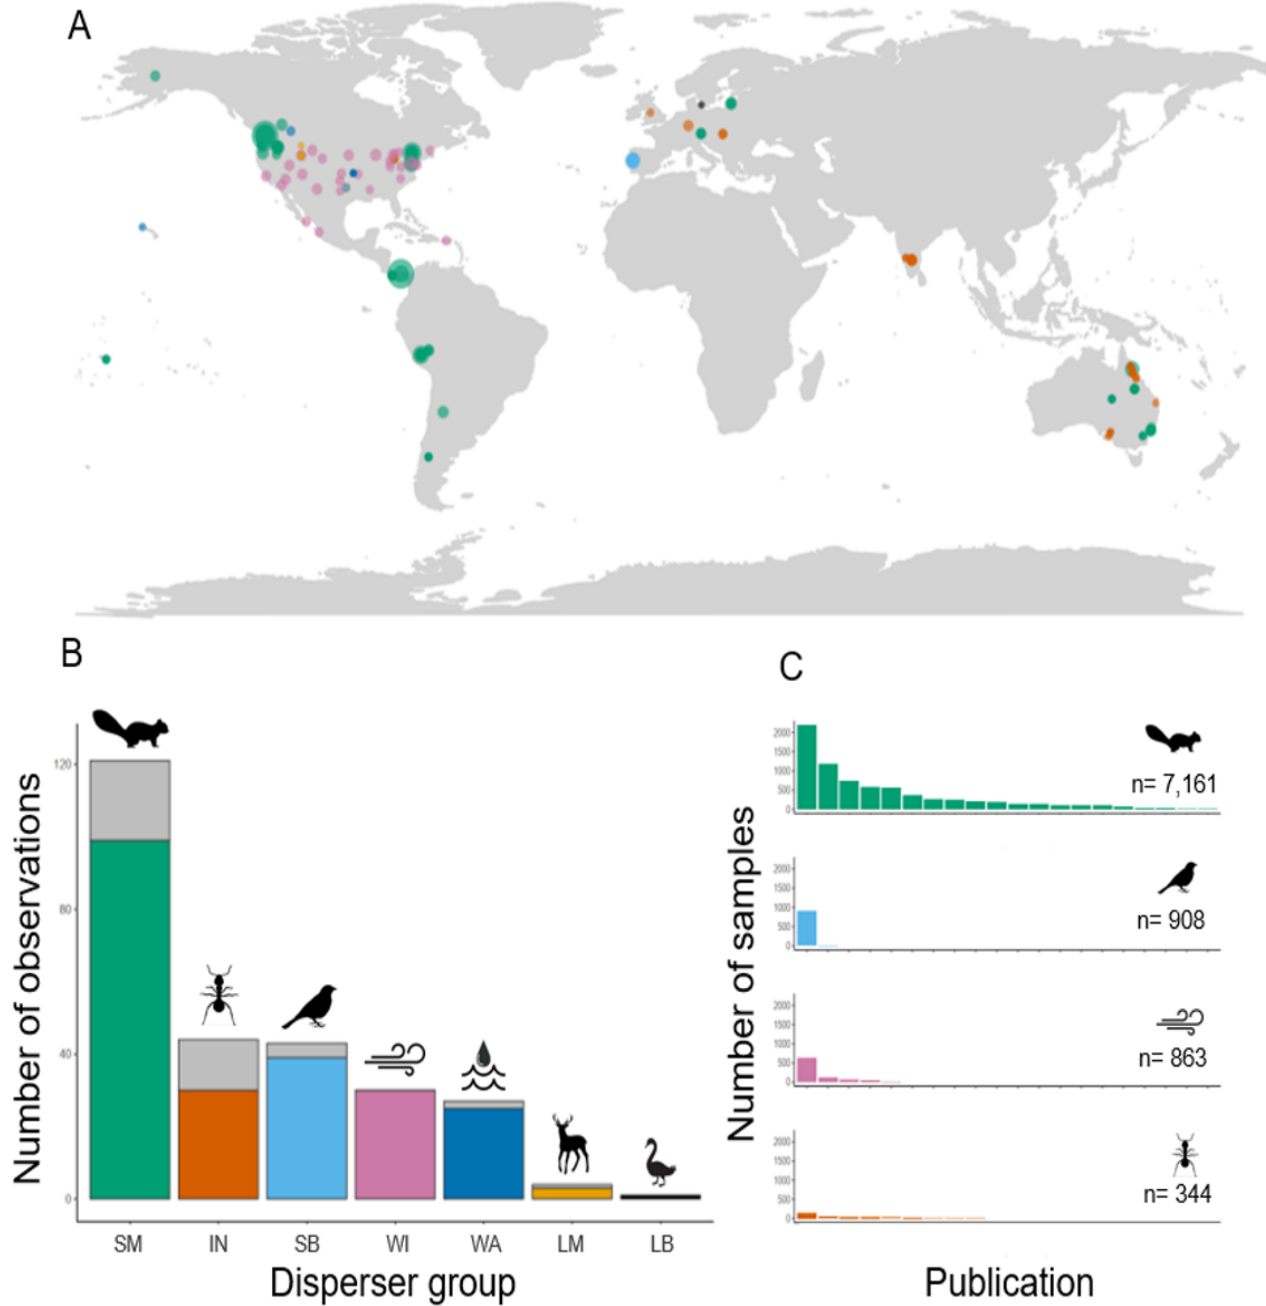 A
B
C
Number of observations
120
80
40
0
SM
IN
SB
WI
WA
LM
LB
Disperser group
Number of samples
2000
1500
1000
500
0
n= 7,161
2000
1500
1000
500
0
n= 908
2000
1500
1000
500
0
n= 863
2000
1500
1000
500
0
n= 344
Publication